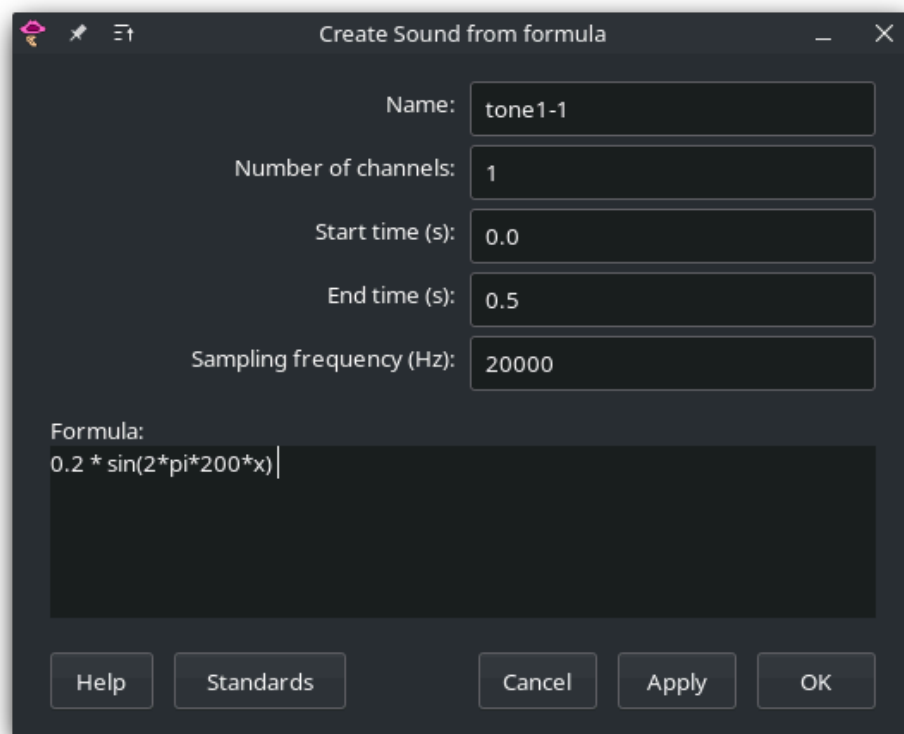 Create Sound from formula
Name: tone1-1
Number of channels: 1
Start time (s): 0.0
End time (s): 0.5
Sampling frequency (Hz): 20000
Formula:
0.2 * sin(2*pi*200*x)
Help Standards Cancel Apply OK